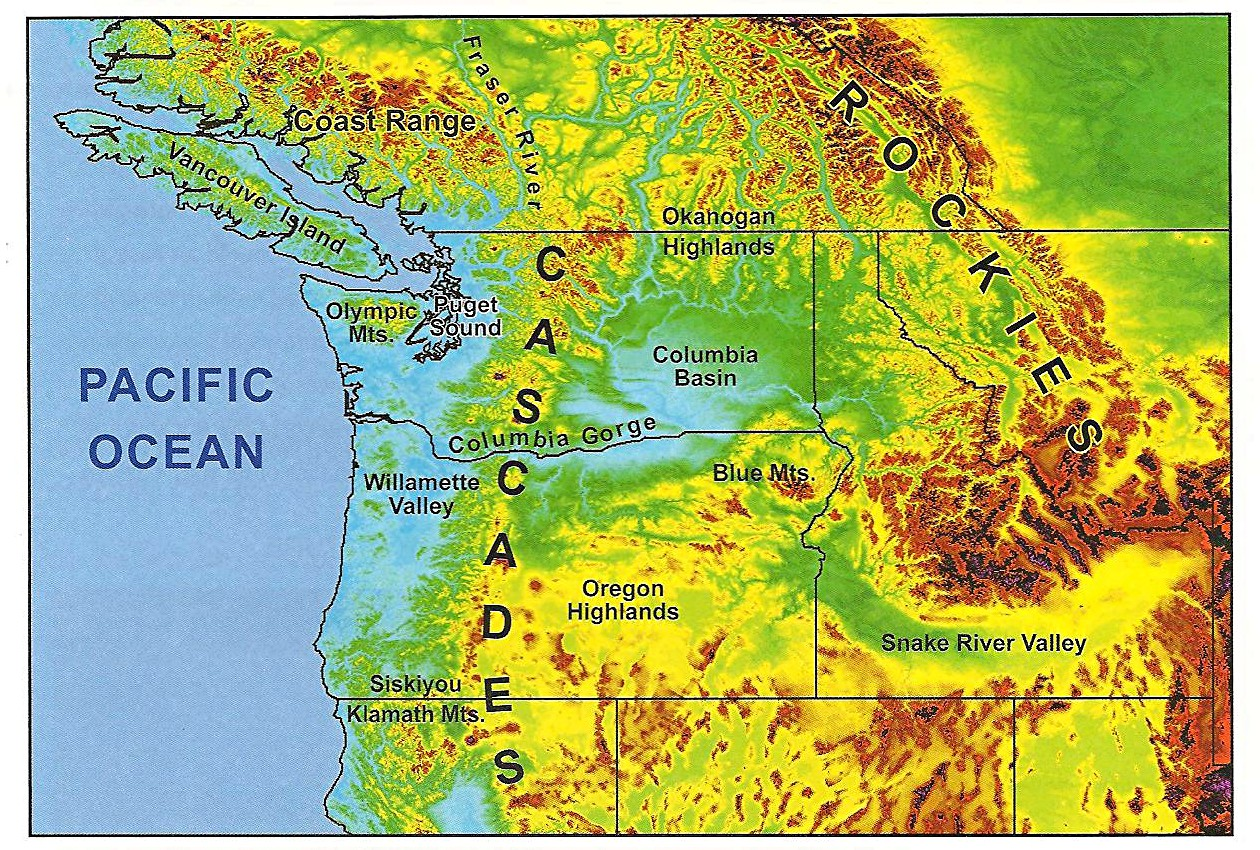 Fraser River
Coast Range
ROCKIES
Vancouver Island
Okanogan
Highlands
CASCADES
Olympic
Mts.
Puget
Sound
Columbia
Basin
PACIFIC
OCEAN
Columbia Gorge
Willamette
Valley
Blue Mts.
Oregon
Highlands
Snake River Valley
Siskiyou
Klamath Mts.